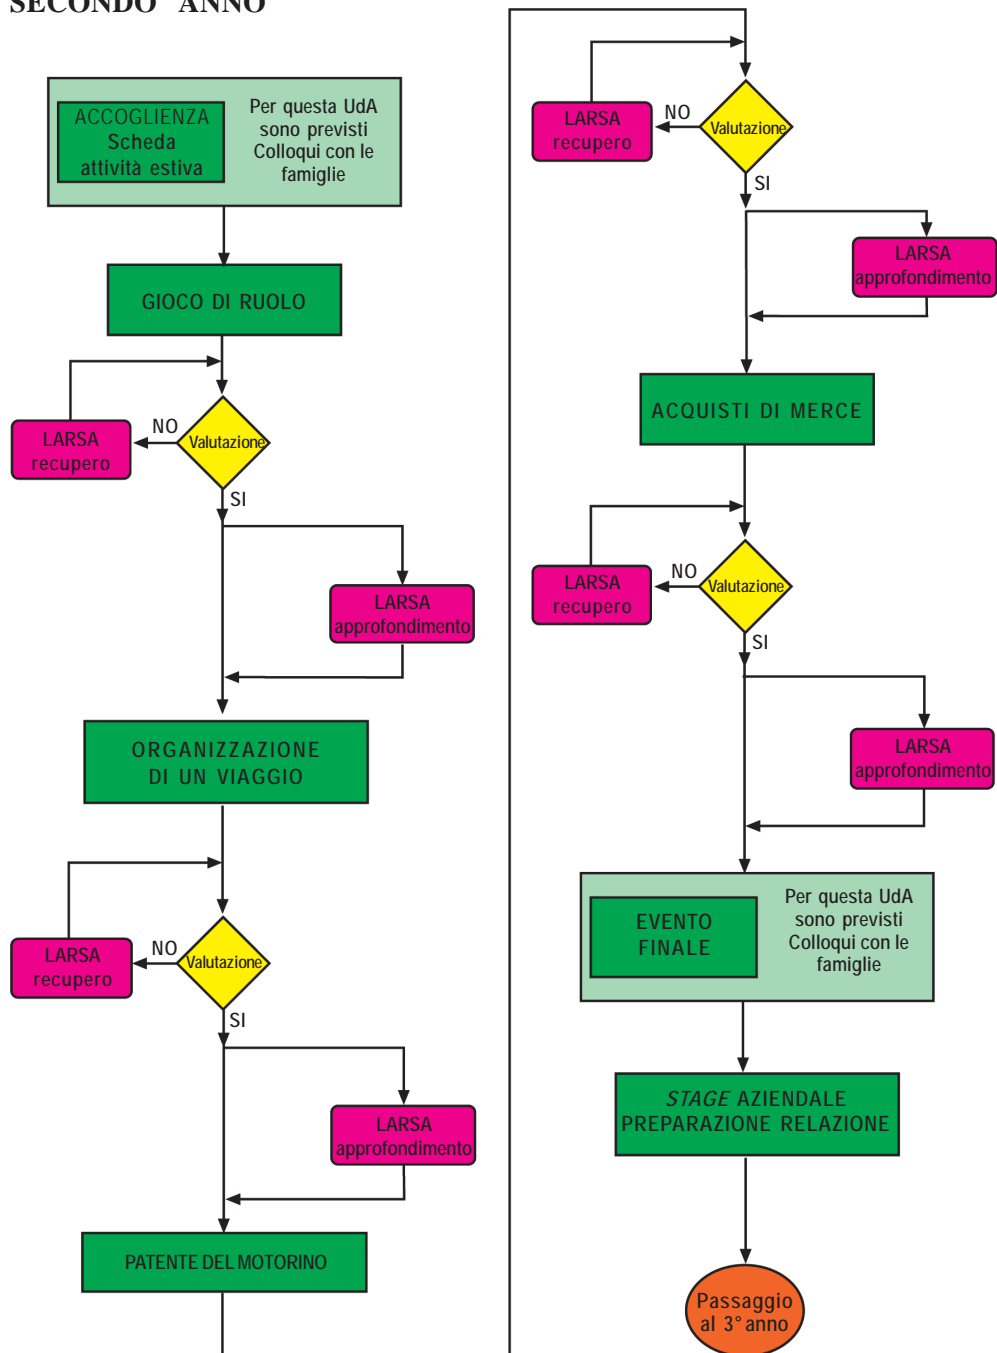 SECONDO ANNO
ACCOGLIENZA
Scheda
attività estiva
Per questa UdA
sono previsti
Colloqui con le
famiglie
GIOCO DI RUOLO
Valutazione
NO
LARSA
recupero
SI
LARSA
approfondimento
ORGANIZZAZIONE
DI UN VIAGGIO
Valutazione
NO
LARSA
recupero
SI
LARSA
approfondimento
PATENTE DEL MOTORINO
Valutazione
NO
LARSA
recupero
SI
LARSA
approfondimento
ACQUISTI DI MERCE
Valutazione
NO
LARSA
recupero
SI
LARSA
approfondimento
EVENTO
FINALE
Per questa UdA
sono previsti
Colloqui con le
famiglie
STAGE AZIENDALE
PREPARAZIONE RELAZIONE
Passaggio
al 3° anno